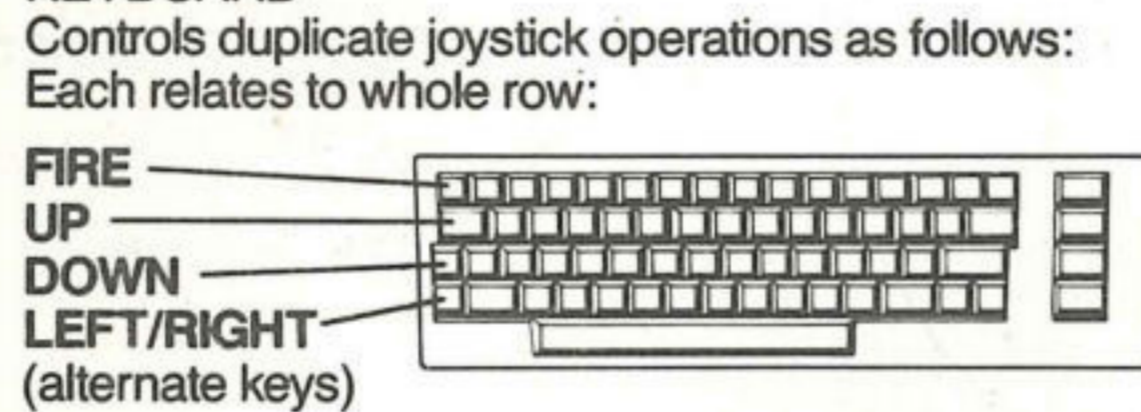 Controls duplicate joystick operations as follows:
Each relates to whole row:
FIRE
UP
DOWN
LEFT/RIGHT
(alternate keys)